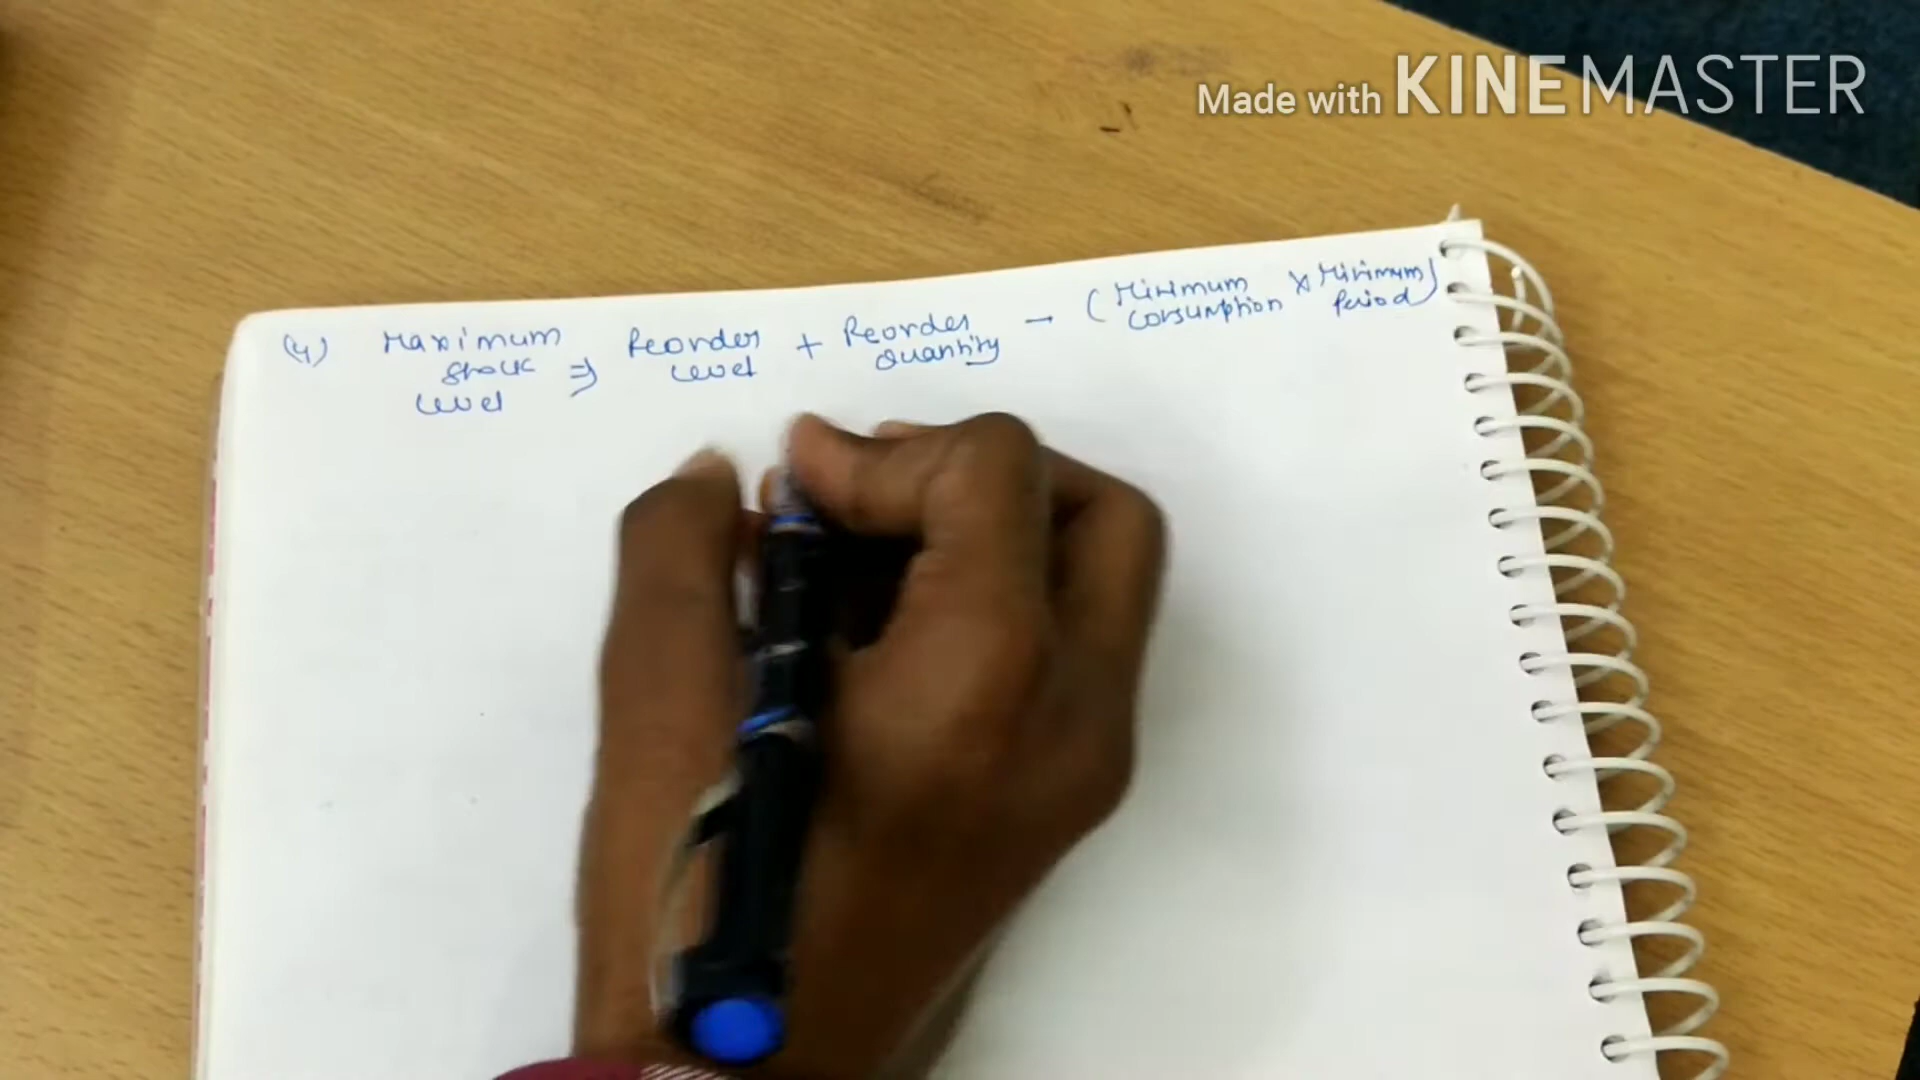 Made with KINEMASTER
(4) Maximum Stock Level ⇒ Reorder Level + Reorder Quantity - (Minimum Consumption X Minimum Period)